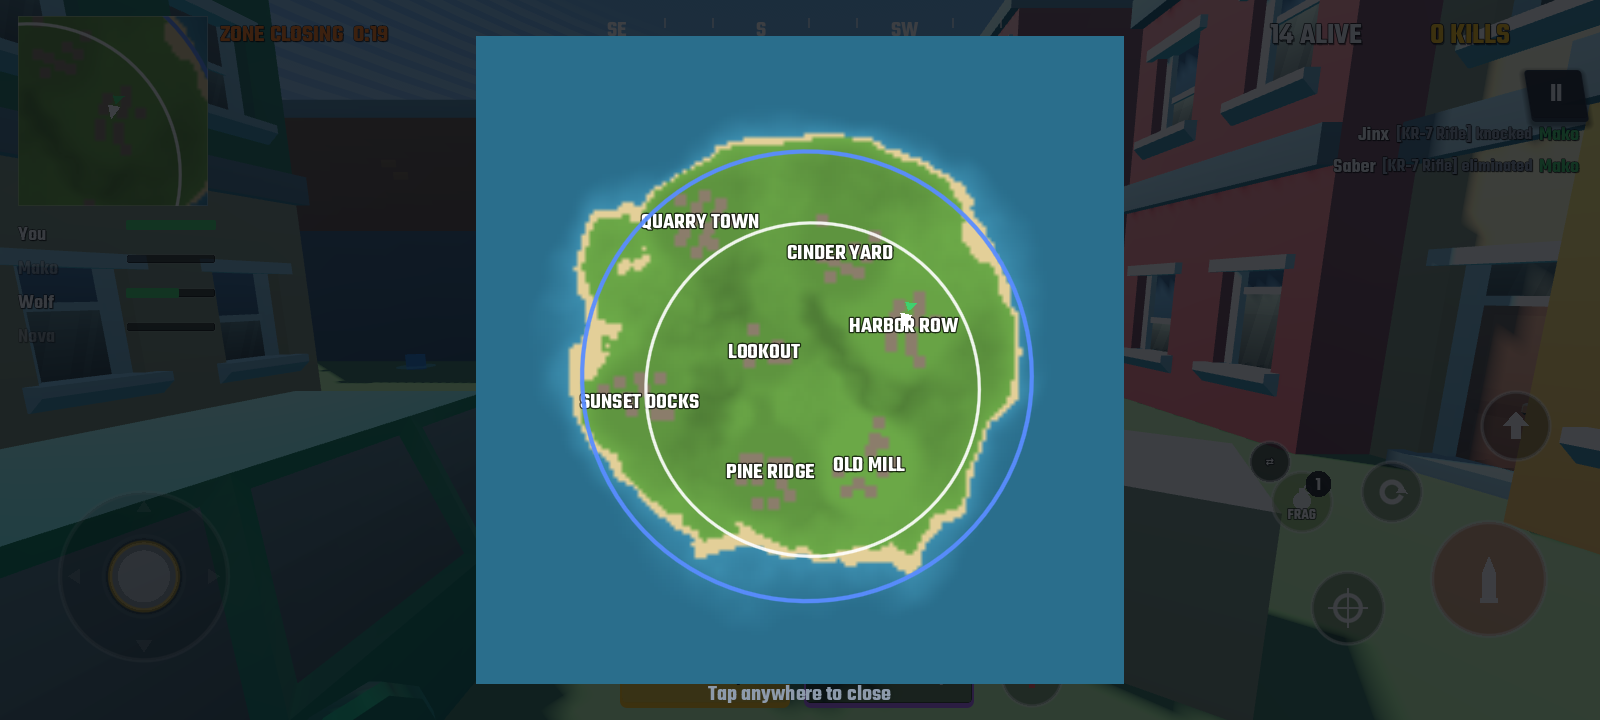 ZONE CLOSING 0:19
SE
S
SW
14 ALIVE
0 KILLS
Jinx [KR-7 Rifle] knocked Mako
Saber [KR-7 Rifle] eliminated Mako
You
Mako
Wolf
Nova
QUARRY TOWN
CINDER YARD
HARBOR ROW
LOOKOUT
SUNSET DOCKS
PINE RIDGE
OLD MILL
1
FRAG
Tap anywhere to close